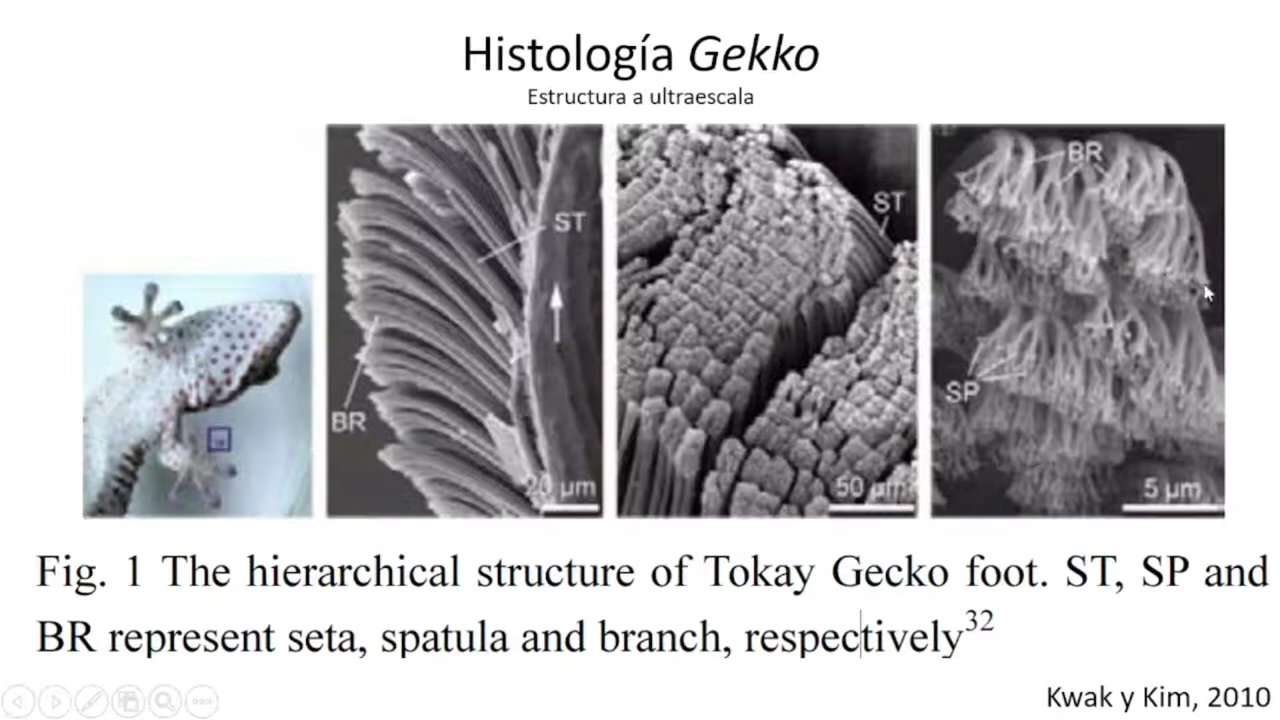 Histología Gekko
Estructura a ultraescala
ST
BR
20 µm
ST
50 µm
BR
SP
5 µm
Fig. 1 The hierarchical structure of Tokay Gecko foot. ST, SP and
BR represent seta, spatula and branch, respectively32
Kwak y Kim, 2010